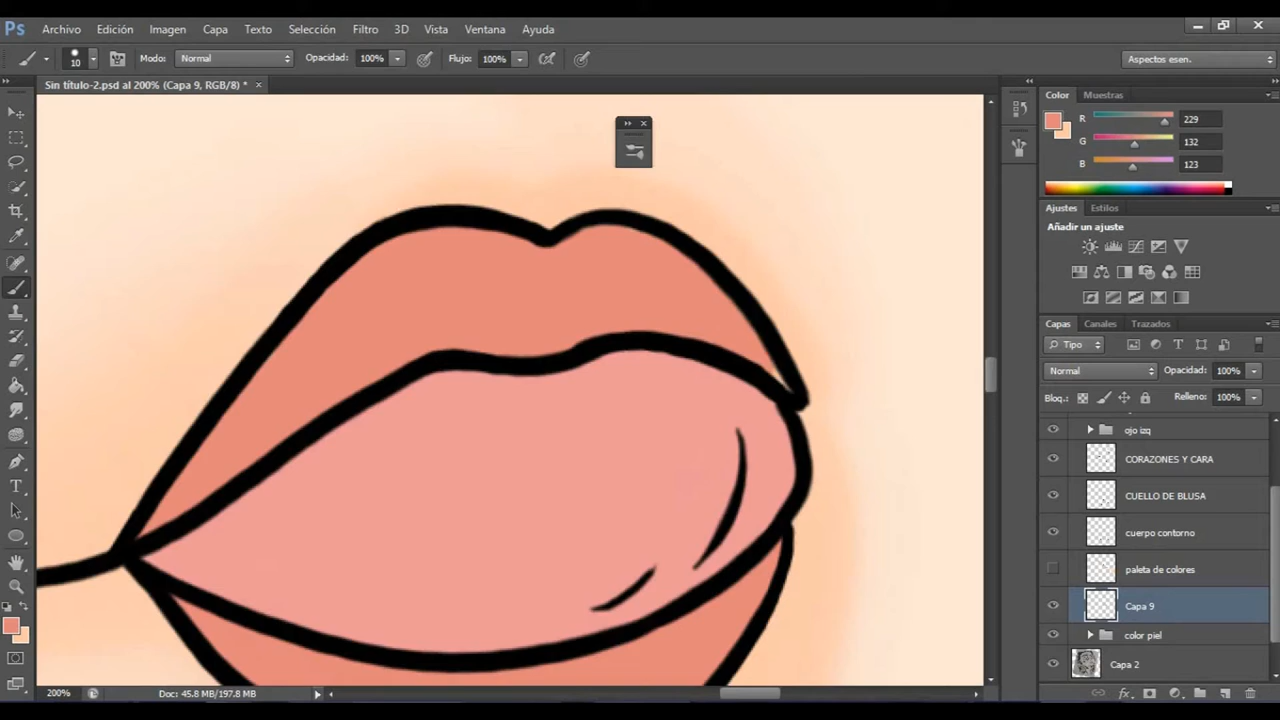 Ps Archivo Edición Imagen Capa Texto Selección Filtro 3D Vista Ventana Ayuda
10 Modo: Normal Opacidad: 100% Flujo: 100% Aspectos esen.
Sin título-2.psd al 200% (Capa 9, RGB/8) *
Color Muestras
R 229
G 132
B 123
Ajustes Estilos
Añadir un ajuste
Capas Canales Trazados
Tipo
Normal Opacidad: 100%
Bloq.: Relleno: 100%
ojo izq
CORAZONES Y CARA
CUELLO DE BLUSA
cuerpo contorno
paleta de colores
Capa 9
color piel
Capa 2
200% Doc: 45.8 MB/197.8 MB
fx